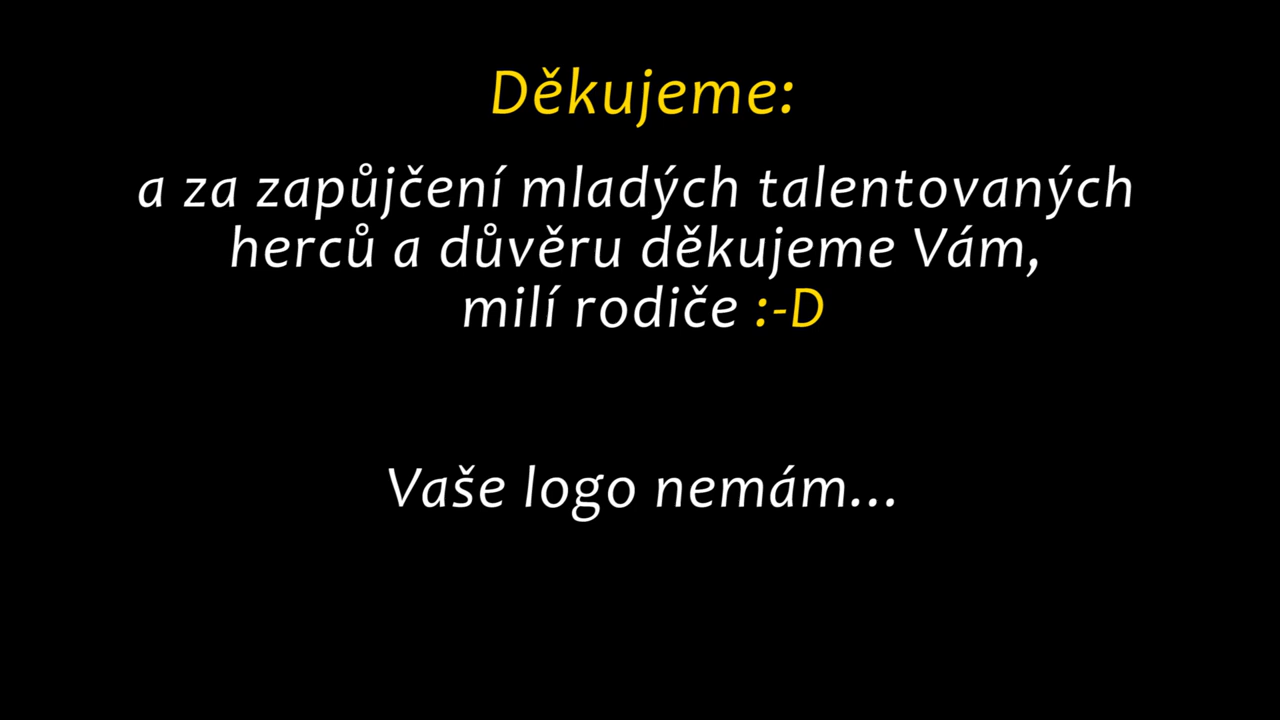 Děkujeme:
a za zapůjčení mladých talentovaných
herců a důvěru děkujeme Vám,
milí rodiče :-D
Vaše logo nemám...